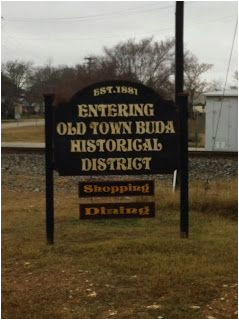 EST. 1881
ENTERING
OLD TOWN BUDA
HISTORICAL
DISTRICT
Shopping
Dining